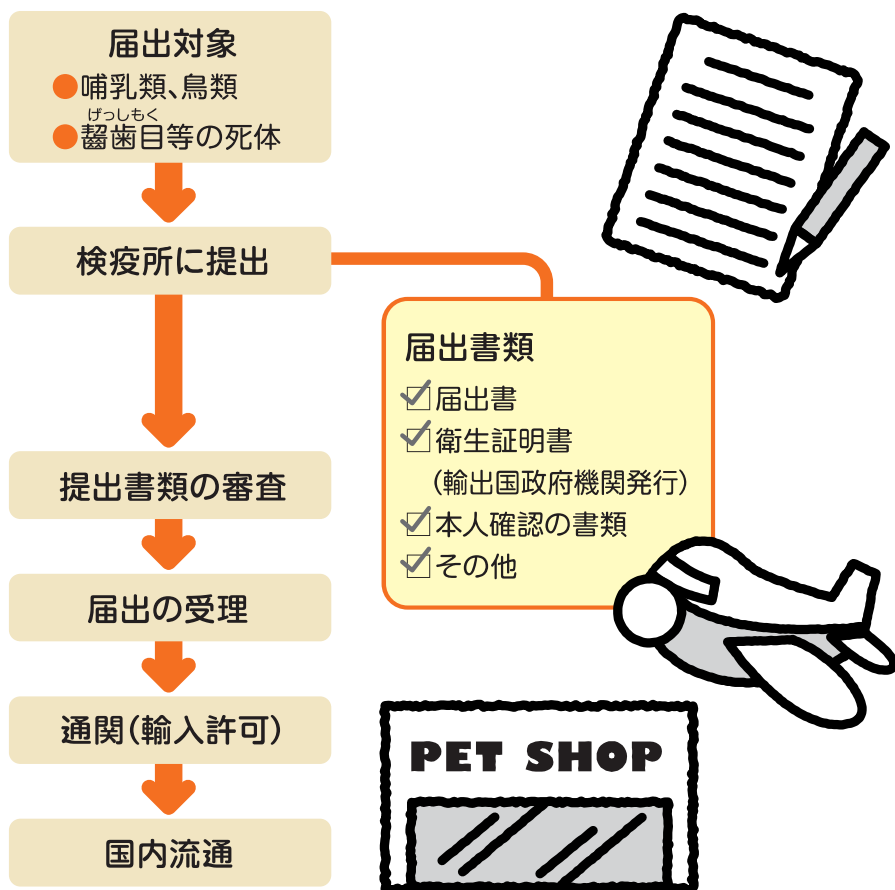 届出対象
●哺乳類、鳥類
げっしもく
●齧歯目等の死体
検疫所に提出
届出書類
☑届出書
☑衛生証明書
（輸出国政府機関発行）
☑本人確認の書類
☑その他
提出書類の審査
届出の受理
通関（輸入許可）
国内流通
PET SHOP